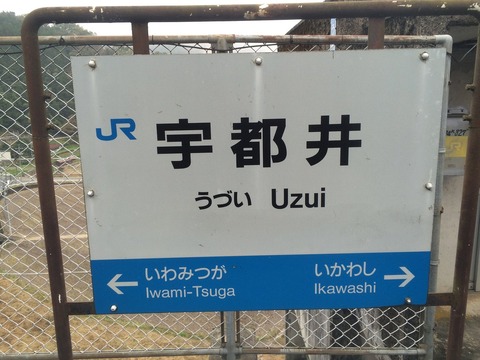 JR 宇都井
うづい Uzui
← いわみつが いかわし →
Iwami-Tsuga Ikawashi